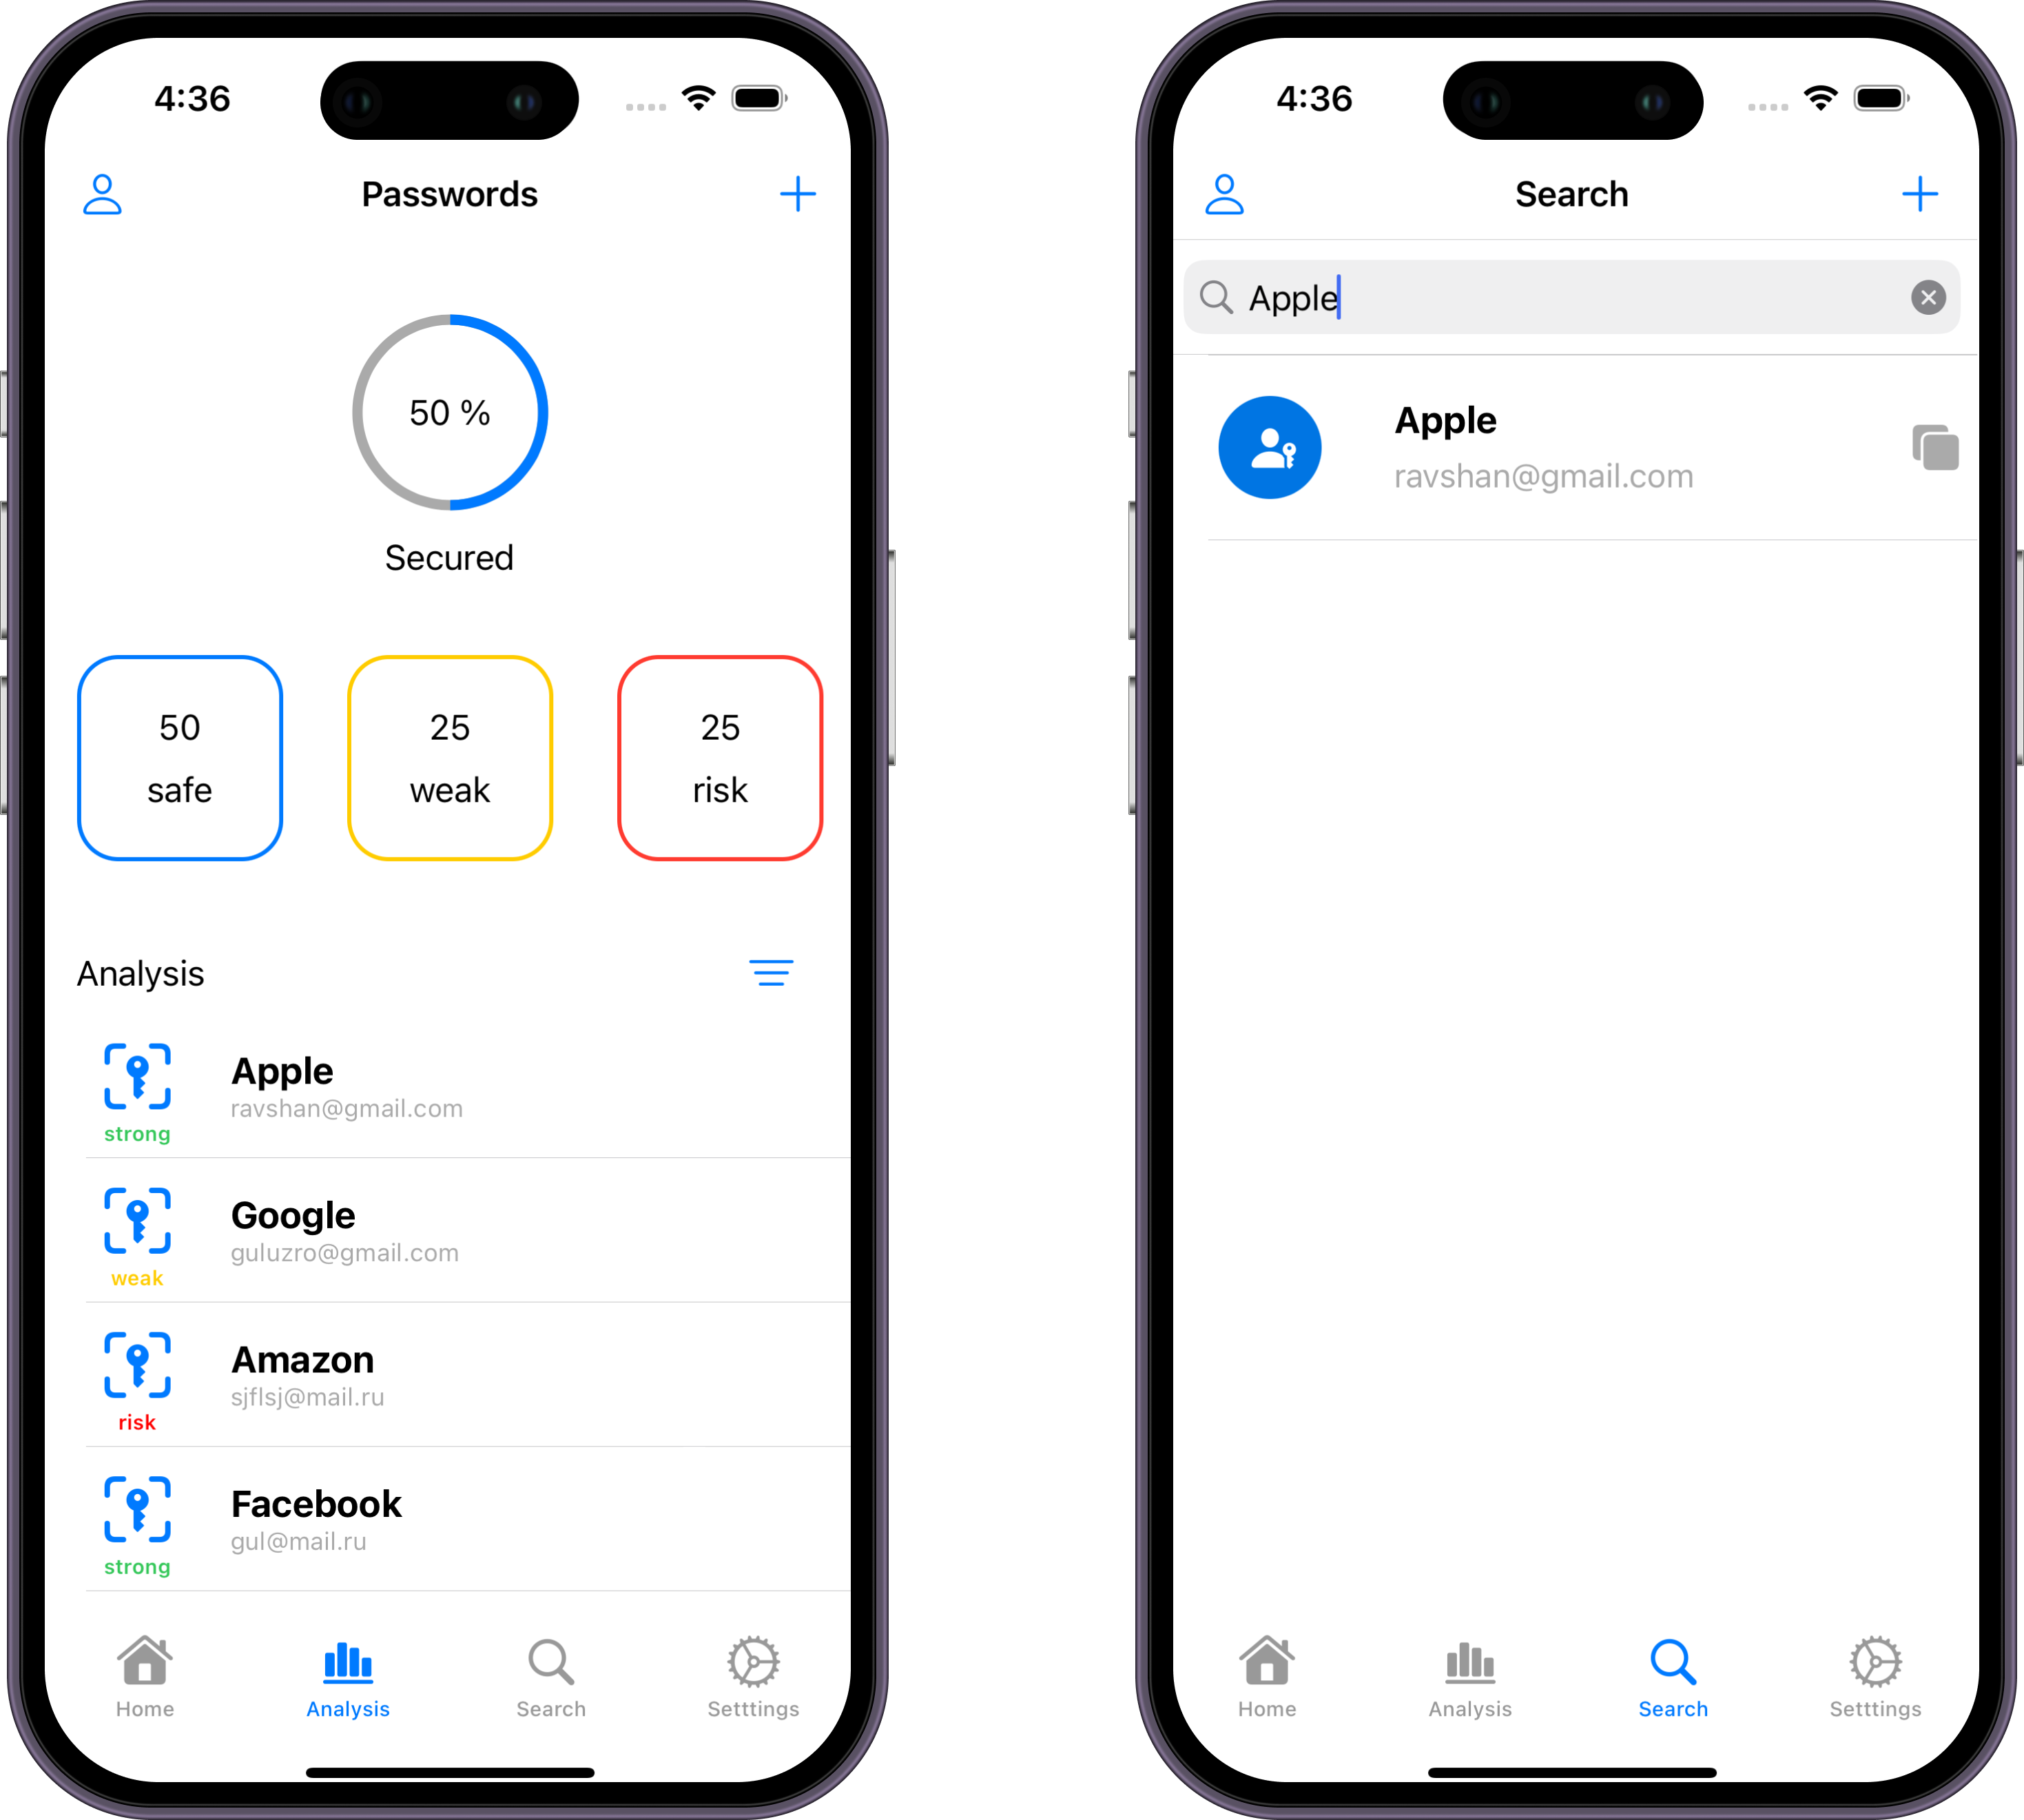 4:36
Passwords
50 %
Secured
50
safe
25
weak
25
risk
Analysis
Apple
ravshan@gmail.com
strong
Google
guluzro@gmail.com
weak
Amazon
sjflsj@mail.ru
risk
Facebook
gul@mail.ru
strong
Home
Analysis
Search
Setttings
4:36
Search
Apple
Apple
ravshan@gmail.com
Home
Analysis
Search
Setttings